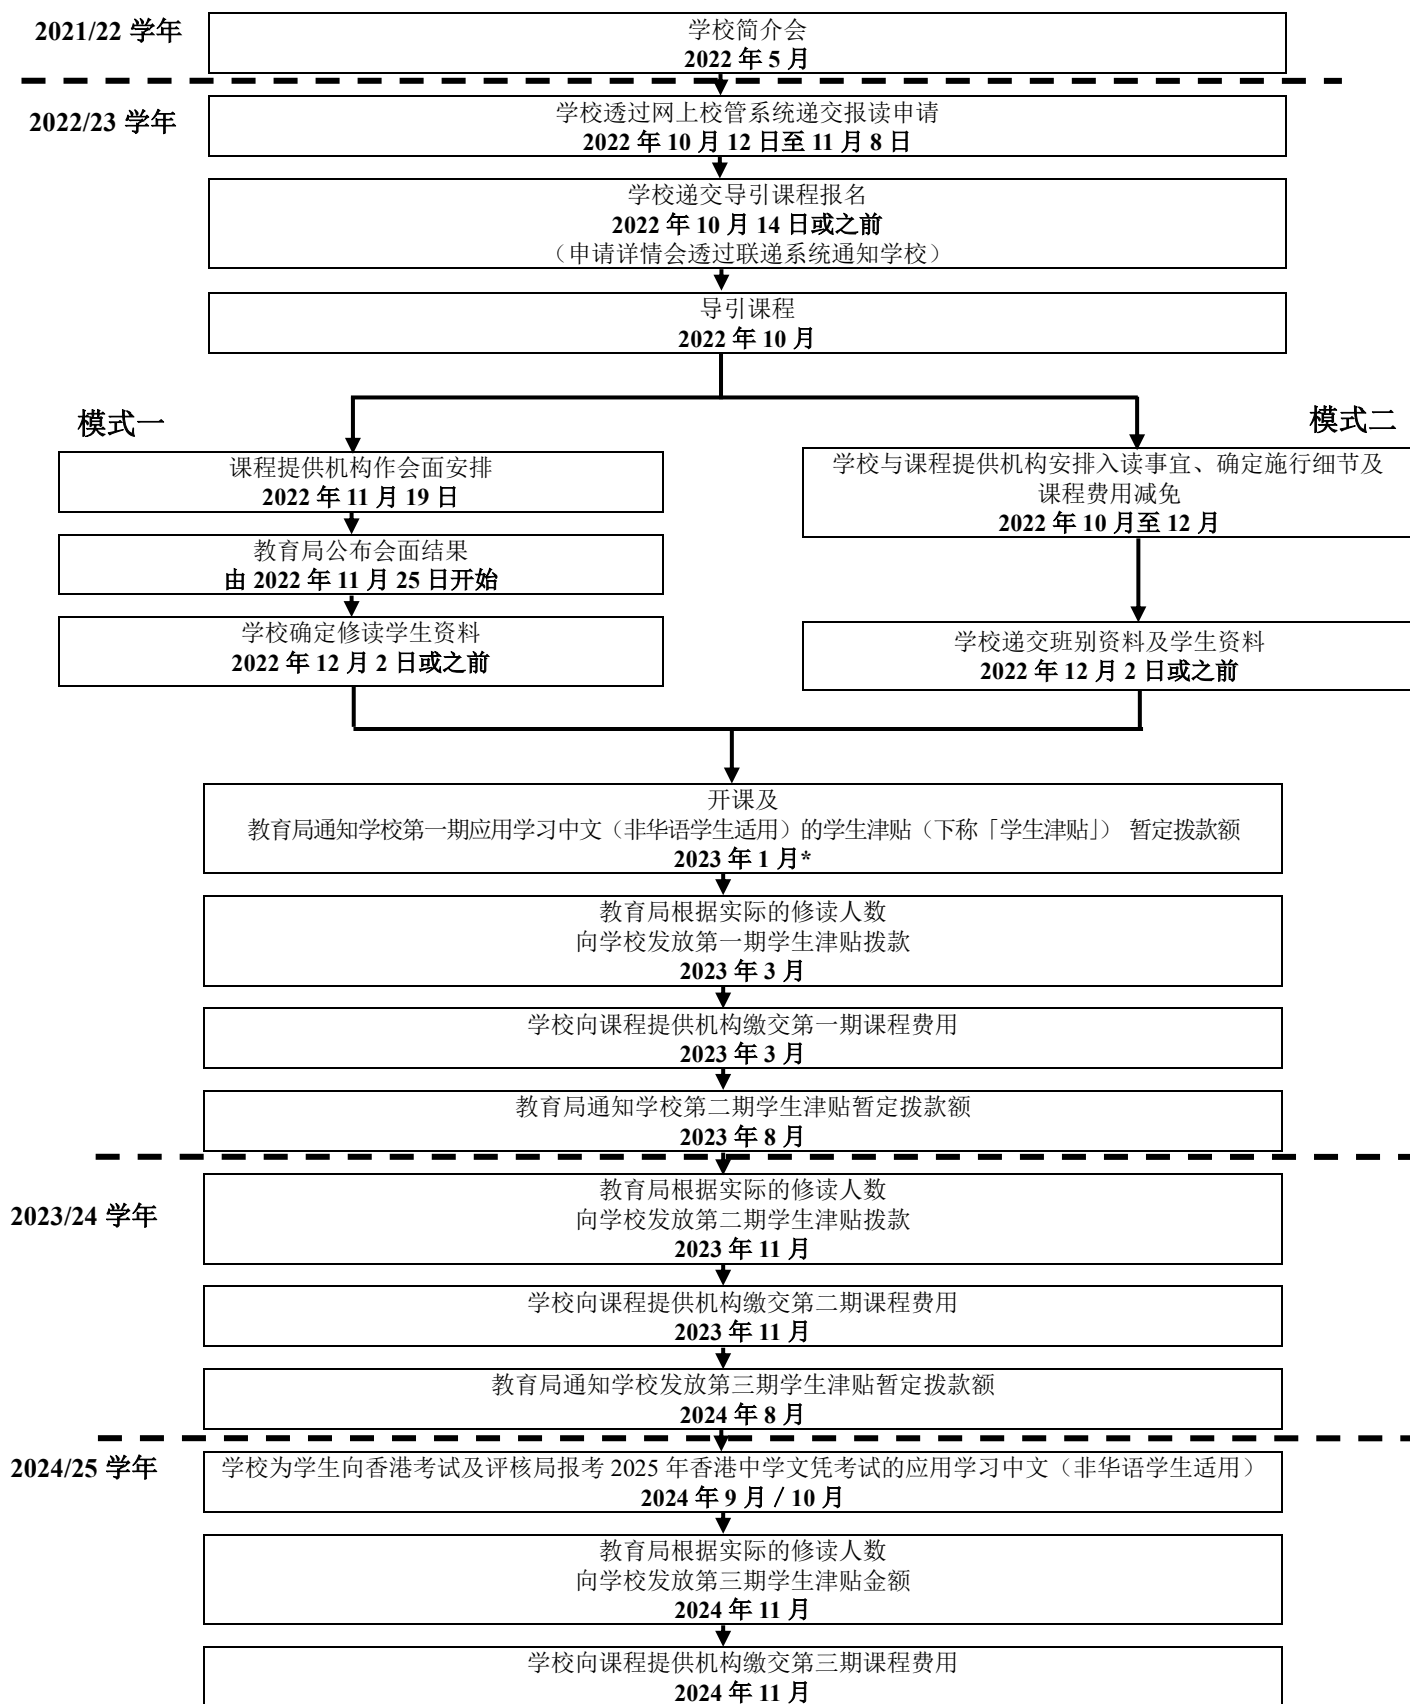 2021/22 学年
学校简介会
2022 年 5 月
2022/23 学年
学校透过网上校管系统递交报读申请
2022 年 10 月 12 日至 11 月 8 日
学校递交导引课程报名
2022 年 10 月 14 日或之前
（申请详情会透过联递系统通知学校）
导引课程
2022 年 10 月
模式一
课程提供机构作会面安排
2022 年 11 月 19 日
教育局公布会面结果
由 2022 年 11 月 25 日开始
学校确定修读学生资料
2022 年 12 月 2 日或之前
模式二
学校与课程提供机构安排入读事宜、确定施行细节及
课程费用减免
2022 年 10 月至 12 月
学校递交班别资料及学生资料
2022 年 12 月 2 日或之前
开课及
教育局通知学校第一期应用学习中文（非华语学生适用）的学生津贴（下称「学生津贴」） 暂定拨款额
2023 年 1 月*
教育局根据实际的修读人数
向学校发放第一期学生津贴拨款
2023 年 3 月
学校向课程提供机构缴交第一期课程费用
2023 年 3 月
教育局通知学校第二期学生津贴暂定拨款额
2023 年 8 月
2023/24 学年
教育局根据实际的修读人数
向学校发放第二期学生津贴拨款
2023 年 11 月
学校向课程提供机构缴交第二期课程费用
2023 年 11 月
教育局通知学校发放第三期学生津贴暂定拨款额
2024 年 8 月
2024/25 学年
学校为学生向香港考试及评核局报考 2025 年香港中学文凭考试的应用学习中文（非华语学生适用）
2024 年 9 月 / 10 月
教育局根据实际的修读人数
向学校发放第三期学生津贴金额
2024 年 11 月
学校向课程提供机构缴交第三期课程费用
2024 年 11 月